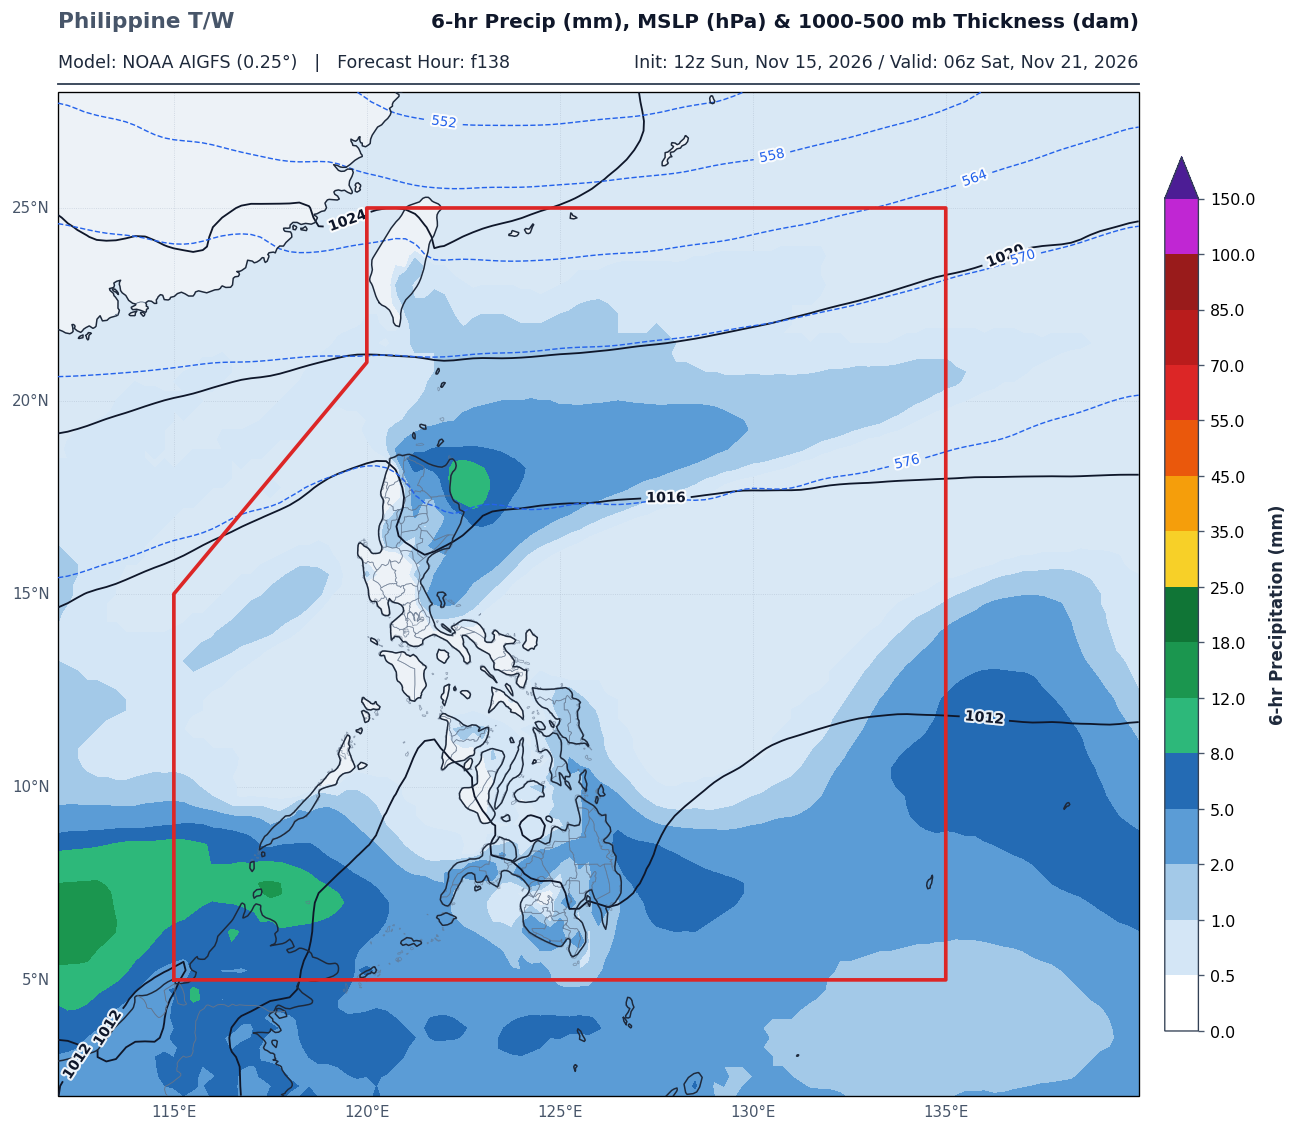 Philippine T/W
6-hr Precip (mm), MSLP (hPa) & 1000-500 mb Thickness (dam)
Model: NOAA AIGFS (0.25°) | Forecast Hour: f138
Init: 12z Sun, Nov 15, 2026 / Valid: 06z Sat, Nov 21, 2026
552
558
564
1024
1020
570
576
1016
1012
1012
1012
25°N
20°N
15°N
10°N
5°N
115°E
120°E
125°E
130°E
135°E
150.0
100.0
85.0
70.0
55.0
45.0
35.0
25.0
18.0
12.0
8.0
5.0
2.0
1.0
0.5
0.0
6-hr Precipitation (mm)